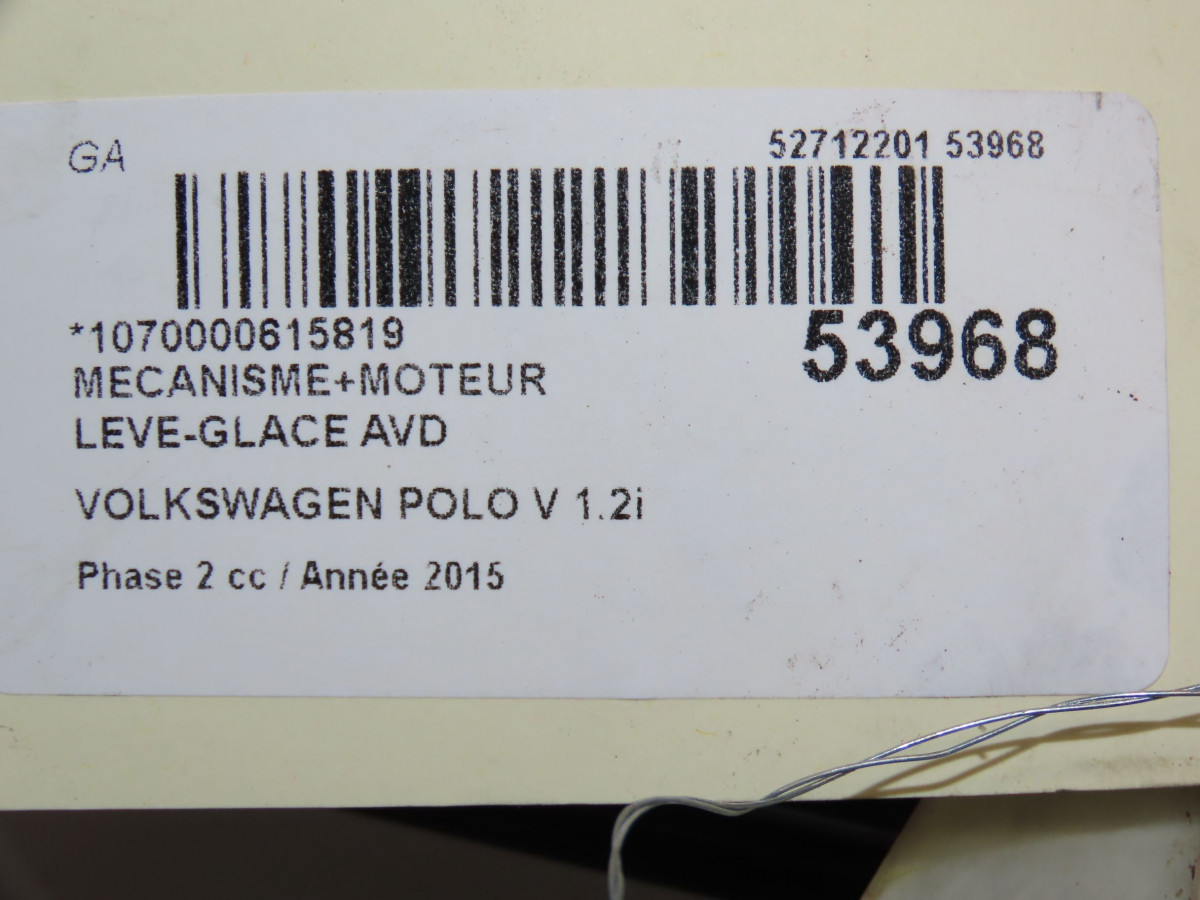 GA
52712201 53968
*1070000615819
53968
MECANISME+MOTEUR
LEVE-GLACE AVD
VOLKSWAGEN POLO V 1.2i
Phase 2 cc / Année 2015